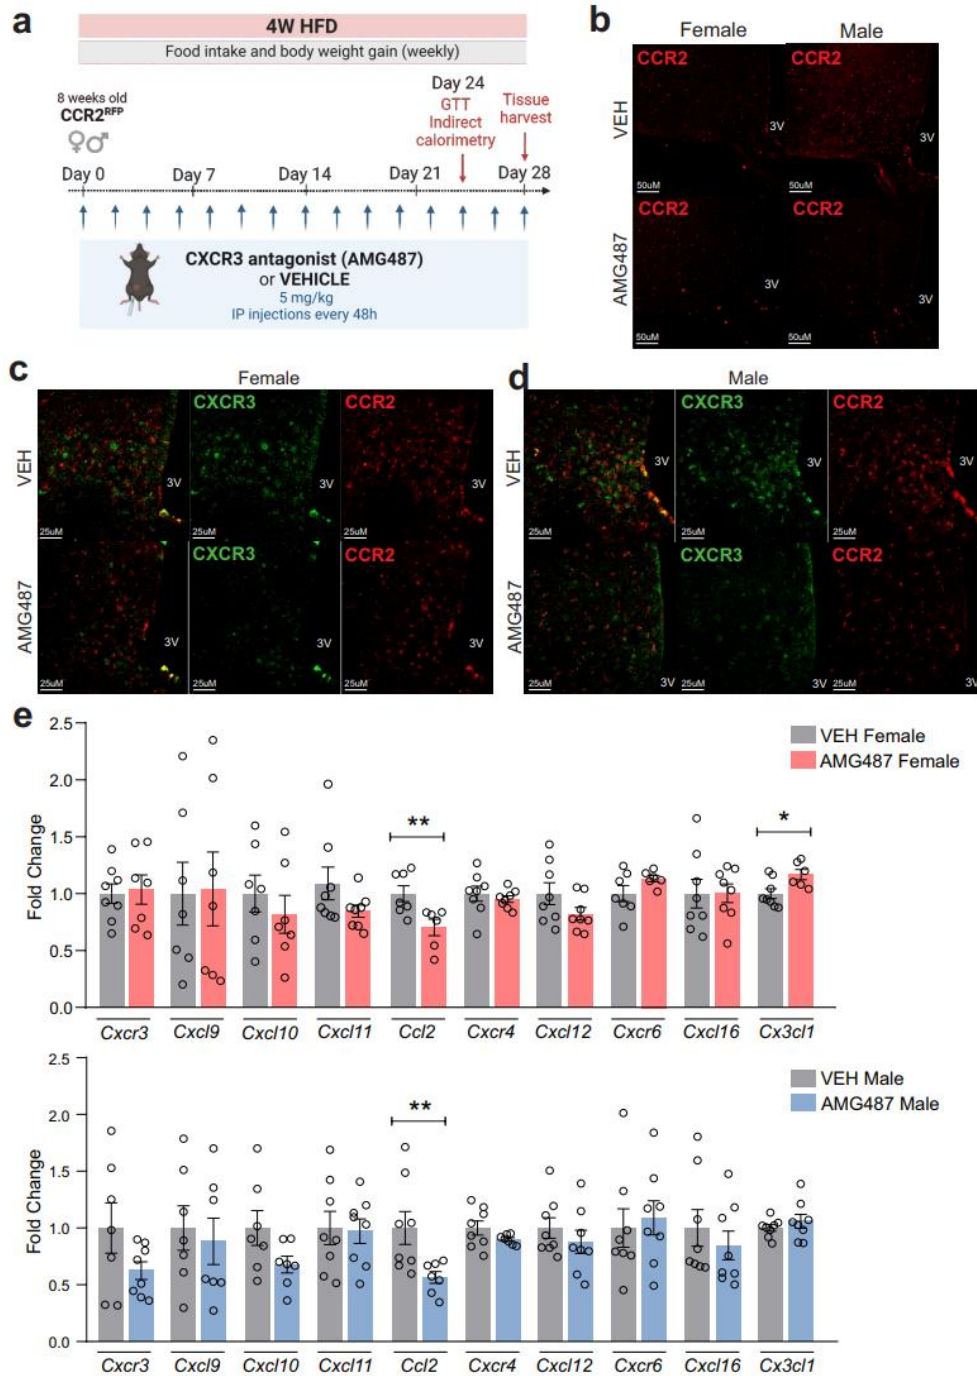 a
4W HFD
Food intake and body weight gain (weekly)
8 weeks old
CCR2RFP
♀♂
Day 24
GTT
Indirect
calorimetry
Tissue
harvest
Day 0 Day 7 Day 14 Day 21 Day 28
CXCR3 antagonist (AMG487)
or VEHICLE
5 mg/kg
IP injections every 48h
b
Female Male
VEH
CCR2 CCR2
3V 3V
50uM 50uM
AMG487
CCR2 CCR2
3V 3V
50uM 50uM
c
Female
VEH
CXCR3 CCR2
3V 3V 3V
25uM 25uM 25uM
AMG487
CXCR3 CCR2
3V 3V 3V
25uM 25uM 25uM
d
Male
VEH
CXCR3 CCR2
3V 3V 3V
25uM 25uM 25uM
AMG487
CXCR3 CCR2
3V 3V 3V
25uM 25uM 25uM
e
Fold Change
2.5
2.0
1.5
1.0
0.5
0.0
VEH Female
AMG487 Female
** *
Cxcr3 Cxcl9 Cxcl10 Cxcl11 Ccl2 Cxcr4 Cxcl12 Cxcr6 Cxcl16 Cx3cl1
Fold Change
2.5
2.0
1.5
1.0
0.5
0.0
VEH Male
AMG487 Male
**
Cxcr3 Cxcl9 Cxcl10 Cxcl11 Ccl2 Cxcr4 Cxcl12 Cxcr6 Cxcl16 Cx3cl1